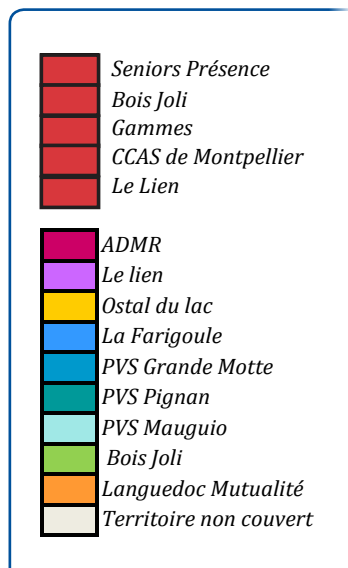 Seniors Présence
Bois Joli
Gammes
CCAS de Montpellier
Le Lien
ADMR
Le lien
Ostal du lac
La Farigoule
PVS Grande Motte
PVS Pignan
PVS Mauguio
Bois Joli
Languedoc Mutualité
Territoire non couvert